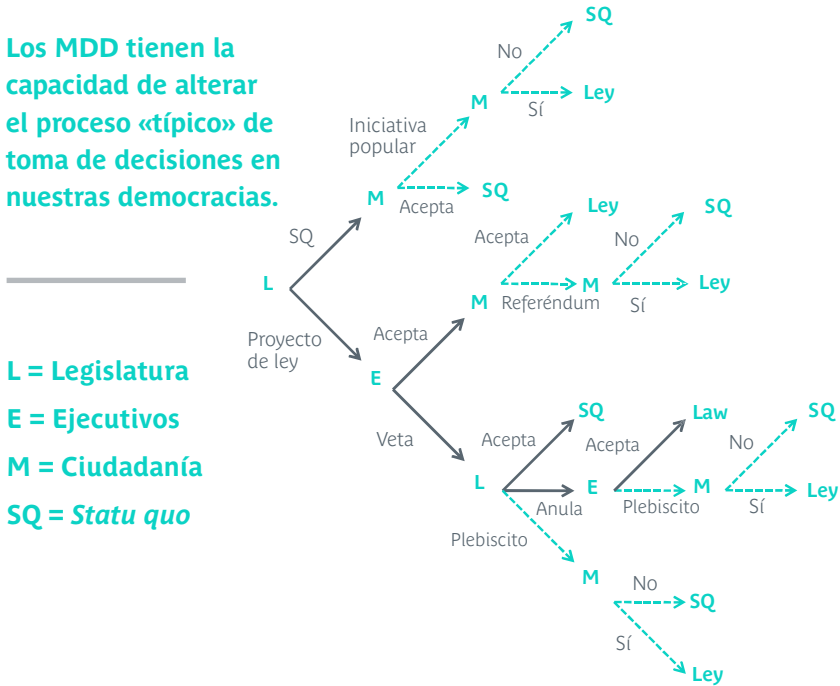 Los MDD tienen la
capacidad de alterar
el proceso «típico» de
toma de decisiones en
nuestras democracias.
L = Legislatura
E = Ejecutivos
M = Ciudadanía
SQ = Statu quo
L
SQ
Proyecto
de ley
M
Iniciativa
popular
Acepta
SQ
M
No
SQ
Sí
Ley
E
Acepta
Veta
M
Acepta
Ley
Referéndum
M
No
SQ
Sí
Ley
L
Acepta
SQ
Anula
E
Acepta
Law
Plebiscito
M
No
SQ
Sí
Ley
Plebiscito
M
No
SQ
Sí
Ley